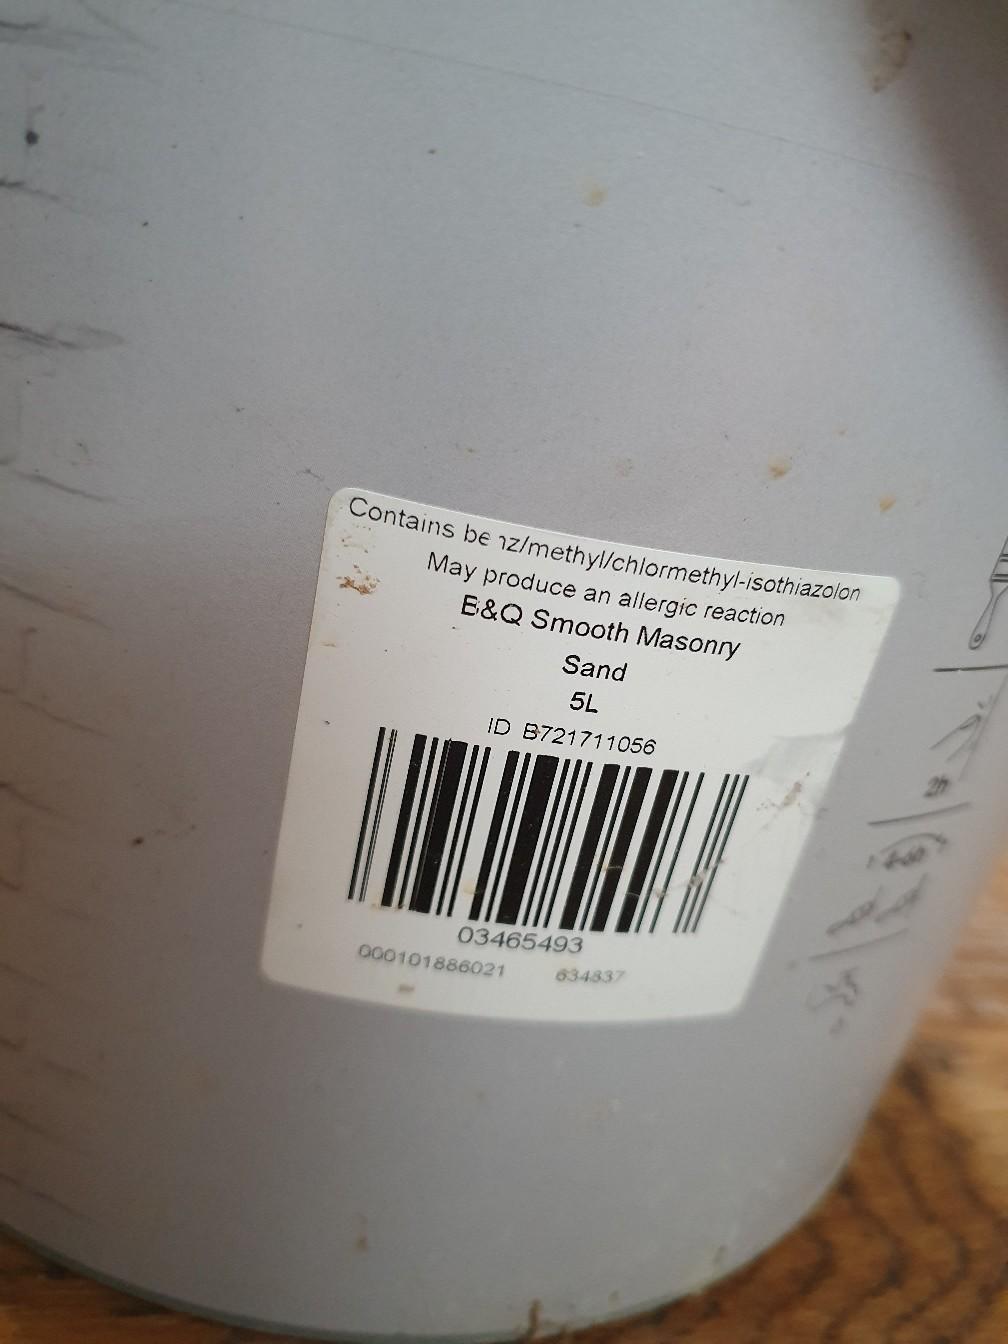 Contains benz/methyl/chlormethyl-isothiazolon
May produce an allergic reaction
B&Q Smooth Masonry
Sand
5L
ID B721711056
03465493
000101886021 634837
2h